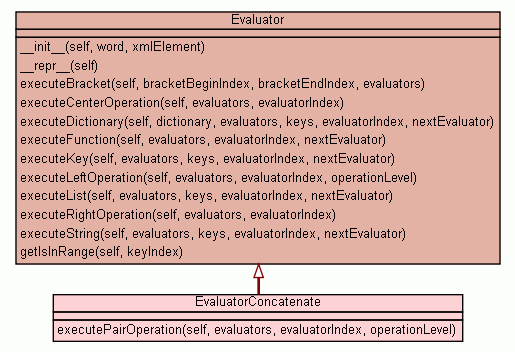 Evaluator
__init__(self, word, xmlElement)
__repr__(self)
executeBracket(self, bracketBeginIndex, bracketEndIndex, evaluators)
executeCenterOperation(self, evaluators, evaluatorIndex)
executeDictionary(self, dictionary, evaluators, keys, evaluatorIndex, nextEvaluator)
executeFunction(self, evaluators, evaluatorIndex, nextEvaluator)
executeKey(self, evaluators, keys, evaluatorIndex, nextEvaluator)
executeLeftOperation(self, evaluators, evaluatorIndex, operationLevel)
executeList(self, evaluators, keys, evaluatorIndex, nextEvaluator)
executeRightOperation(self, evaluators, evaluatorIndex)
executeString(self, evaluators, keys, evaluatorIndex, nextEvaluator)
getIsInRange(self, keyIndex)
EvaluatorConcatenate
executePairOperation(self, evaluators, evaluatorIndex, operationLevel)